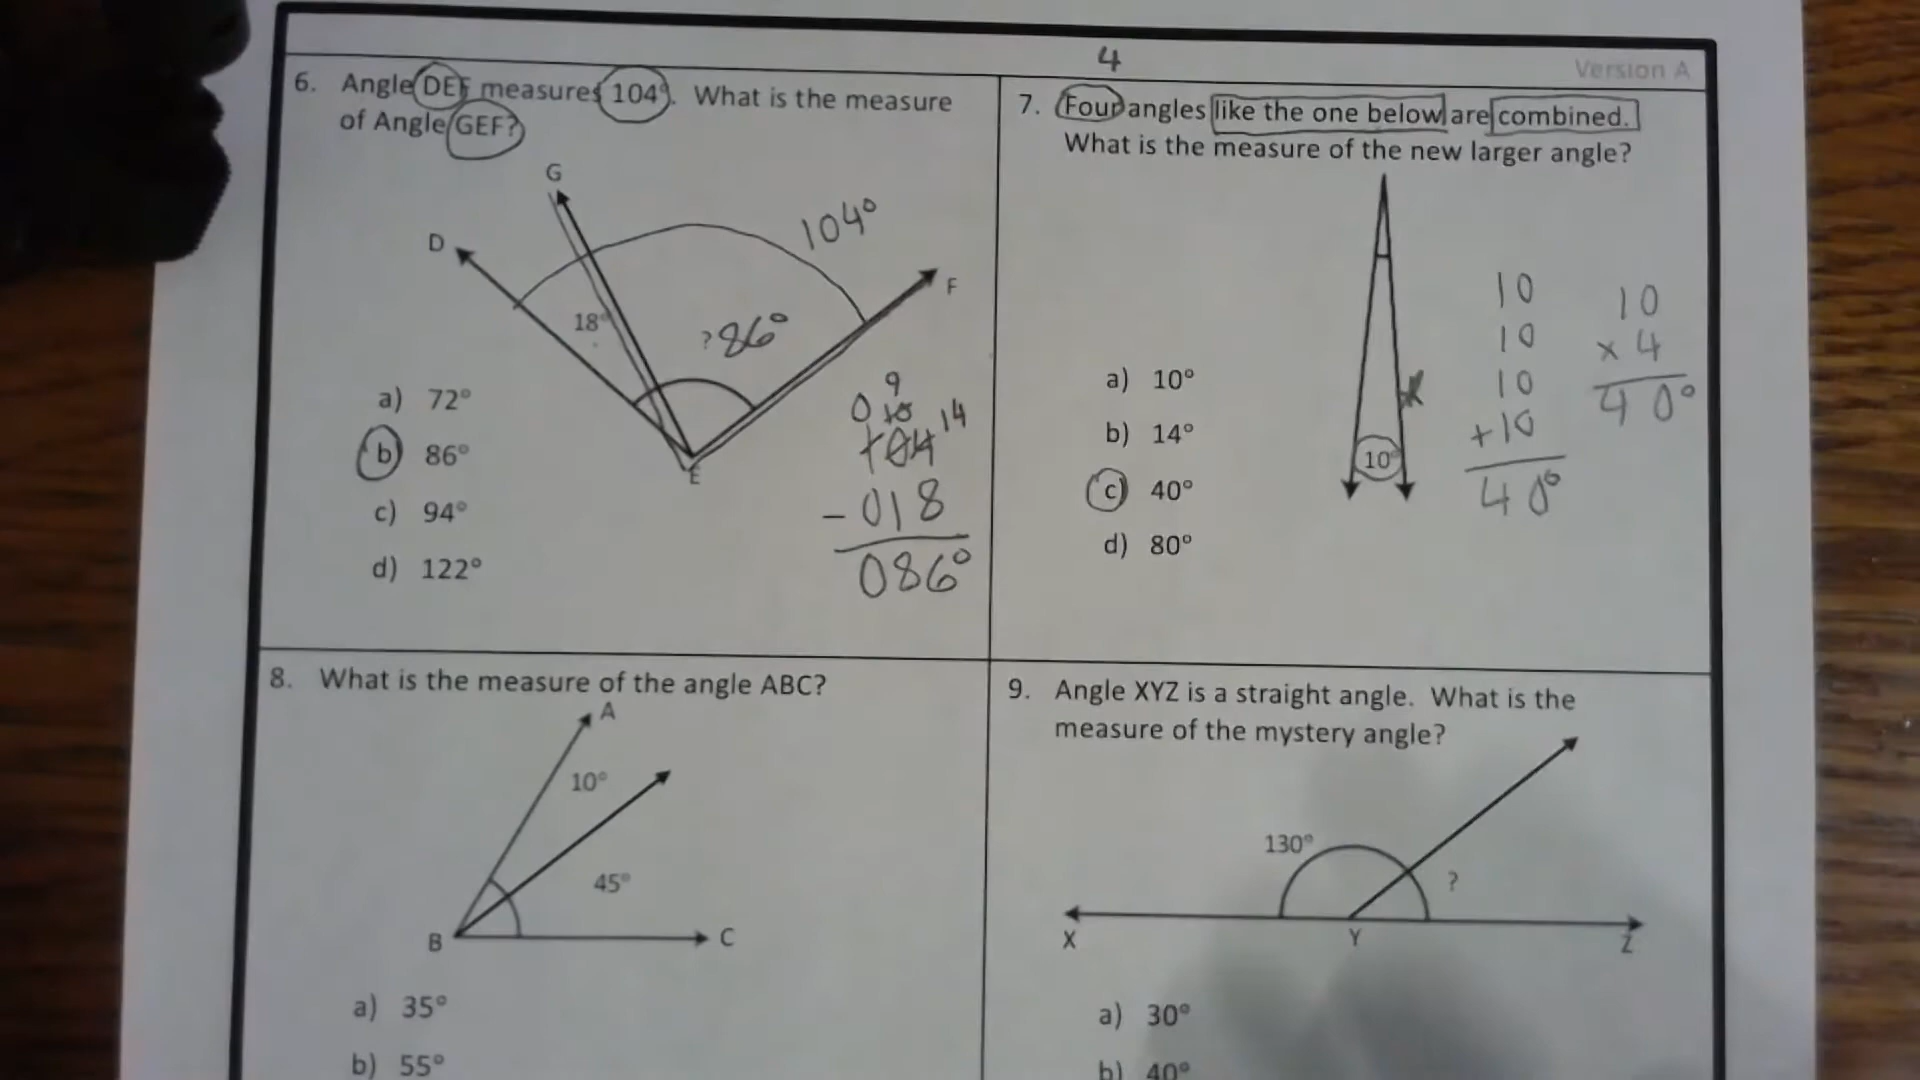 4
Version A
6. Angle DEF measures 104°. What is the measure
of Angle GEF?
G
D
F
E
18°
? 86°
104°
a) 72°
b) 86°
c) 94°
d) 122°
9
0 10 14
104
- 018
086°
7. Four angles like the one below are combined.
What is the measure of the new larger angle?
10°
a) 10°
b) 14°
c) 40°
d) 80°
10
10
10
+10
40°
10
x 4
40°
8. What is the measure of the angle ABC?
A
10°
45°
B
C
a) 35°
b) 55°
9. Angle XYZ is a straight angle. What is the
measure of the mystery angle?
130°
?
X
Y
Z
a) 30°
b) 40°